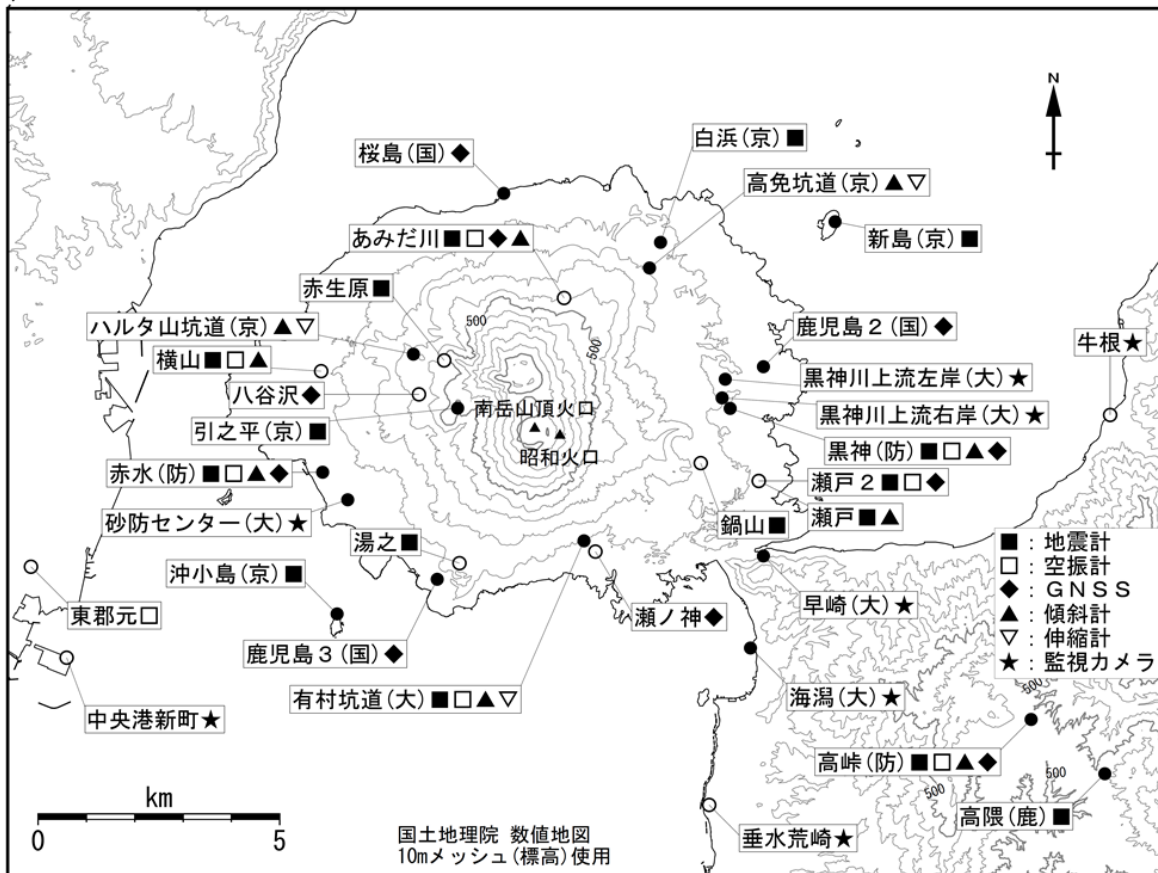 N
白浜(京)■
桜島(国)◆
高免坑道(京)▲▽
あみだ川■□◆▲
新島(京)■
赤生原■
500
500
ハルタ山坑道(京)▲▽
鹿児島2(国)◆
牛根★
横山■□▲
黒神川上流左岸(大)★
八谷沢◆
南岳山頂火口
黒神川上流右岸(大)★
引之平(京)■
昭和火口
黒神(防)■□▲◆
赤水(防)■□▲◆
瀬戸2■□◆
砂防センター(大)★
鍋山■
瀬戸■▲
湯之■
■:地震計
□:空振計
◆:GNSS
▲:傾斜計
▽:伸縮計
★:監視カメラ
沖小島(京)■
早崎(大)★
東郡元□
瀬ノ神◆
鹿児島3(国)◆
500
有村坑道(大)■□▲▽
海潟(大)★
中央港新町★
高峠(防)■□▲◆
500
500
km
0 5
高隈(鹿)■
国土地理院 数値地図
10mメッシュ(標高)使用
垂水荒崎★